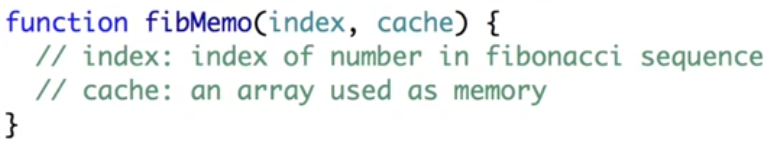 function fibMemo(index, cache) {
  // index: index of number in fibonacci sequence
  // cache: an array used as memory
}